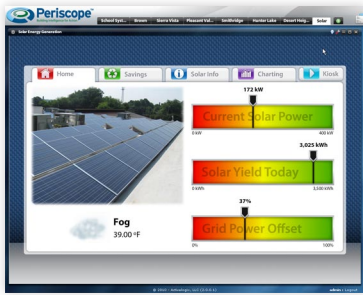 Periscope
School Syst... Brown Sierra Vista Pleasant Val... Smithridge Hunter Lake Desert Heig... Solar
Solar Energy Generation
Home Savings Solar Info Charting Kiosk
172 kW
Current Solar Power
0 kW 400 kW
3,025 kWh
Solar Yield Today
0 kWh 3,500 kWh
37%
Grid Power Offset
0% 100%
Fog
39.00 ºF